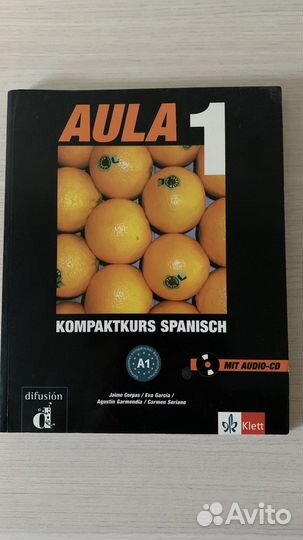 AULA 1
KOMPAKTKURS SPANISCH
A1
MIT AUDIO-CD
Jaime Corpas / Eva García /
Agustín Garmendia / Carmen Soriano
difusión
d
Klett
Avito